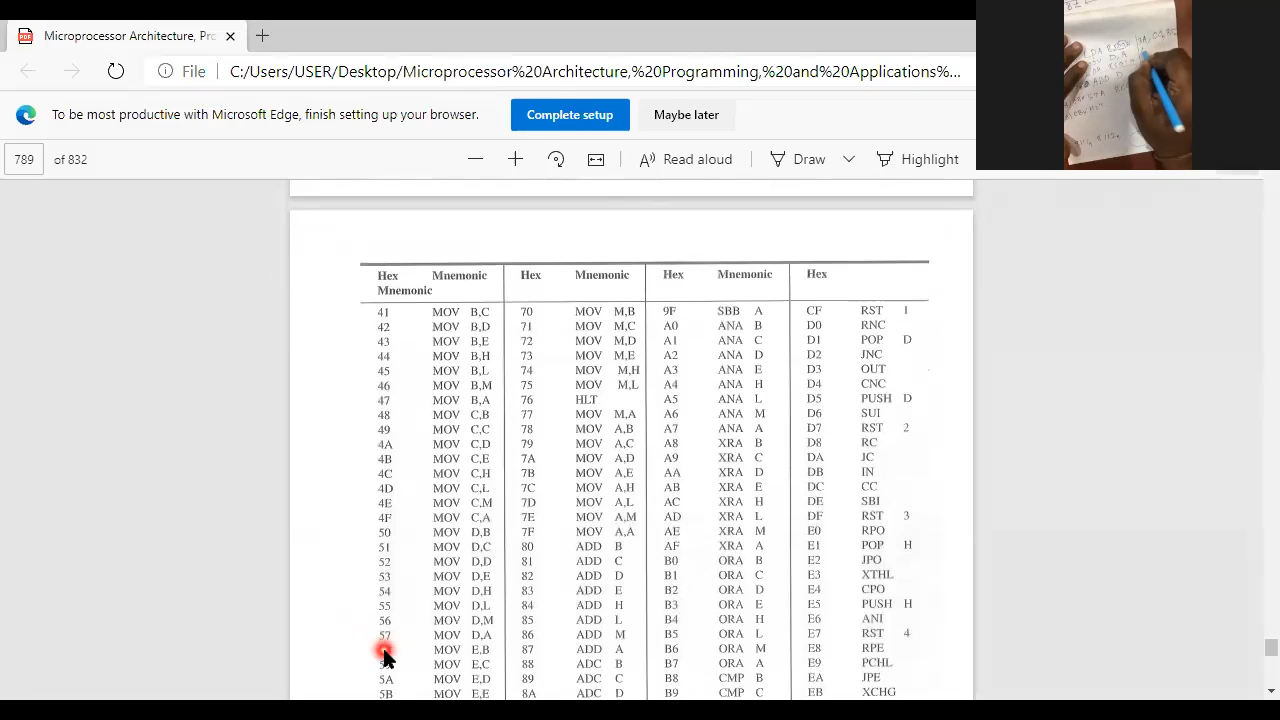 Microprocessor Architecture, Pro
File C:/Users/USER/Desktop/Microprocessor%20Architecture,%20Programming,%20and%20Applications%...
To be most productive with Microsoft Edge, finish setting up your browser. Complete setup Maybe later
789 of 832 Read aloud Draw Highlight
Hex Mnemonic Hex Mnemonic Hex Mnemonic Hex
Mnemonic
41 MOV B,C 70 MOV M,B 9F SBB A CF RST 1
42 MOV B,D 71 MOV M,C A0 ANA B D0 RNC
43 MOV B,E 72 MOV M,D A1 ANA C D1 POP D
44 MOV B,H 73 MOV M,E A2 ANA D D2 JNC
45 MOV B,L 74 MOV M,H A3 ANA E D3 OUT
46 MOV B,M 75 MOV M,L A4 ANA H D4 CNC
47 MOV B,A 76 HLT A5 ANA L D5 PUSH D
48 MOV C,B 77 MOV M,A A6 ANA M D6 SUI
49 MOV C,C 78 MOV A,B A7 ANA A D7 RST 2
4A MOV C,D 79 MOV A,C A8 XRA B D8 RC
4B MOV C,E 7A MOV A,D A9 XRA C DA JC
4C MOV C,H 7B MOV A,E AA XRA D DB IN
4D MOV C,L 7C MOV A,H AB XRA E DC CC
4E MOV C,M 7D MOV A,L AC XRA H DE SBI
4F MOV C,A 7E MOV A,M AD XRA L DF RST 3
50 MOV D,B 7F MOV A,A AE XRA M E0 RPO
51 MOV D,C 80 ADD B AF XRA A E1 POP H
52 MOV D,D 81 ADD C B0 ORA B E2 JPO
53 MOV D,E 82 ADD D B1 ORA C E3 XTHL
54 MOV D,H 83 ADD E B2 ORA D E4 CPO
55 MOV D,L 84 ADD H B3 ORA E E5 PUSH H
56 MOV D,M 85 ADD L B4 ORA H E6 ANI
57 MOV D,A 86 ADD M B5 ORA L E7 RST 4
MOV E,B 87 ADD A B6 ORA M E8 RPE
MOV E,C 88 ADC B B7 ORA A E9 PCHL
5A MOV E,D 89 ADC C B8 CMP B EA JPE
5B MOV E,E 8A ADC D B9 CMP C EB XCHG